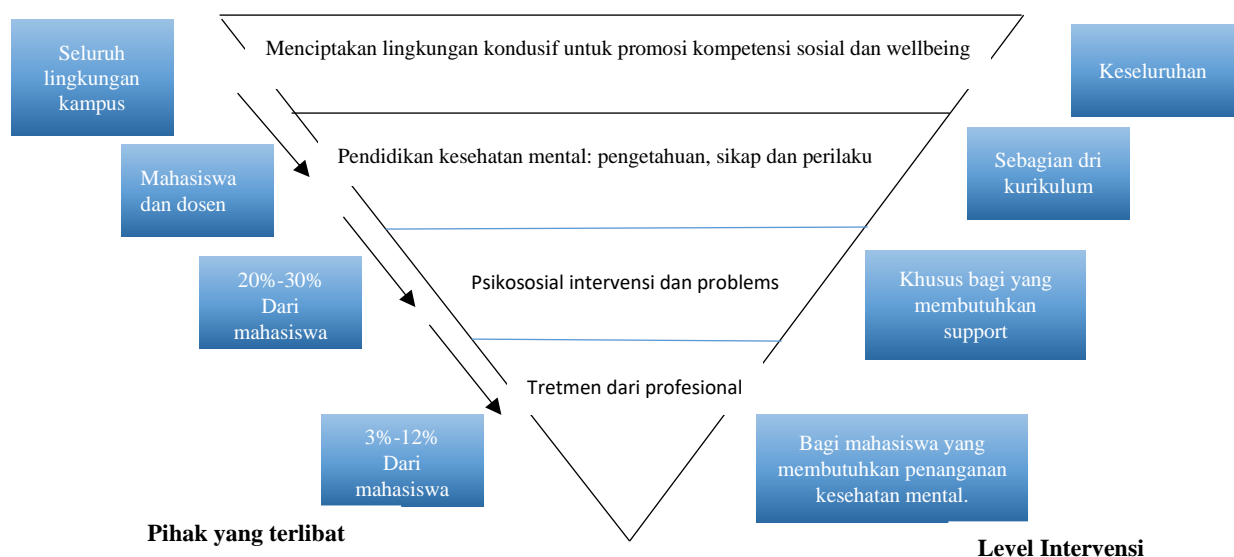 Seluruh
lingkungan
kampus
Menciptakan lingkungan kondusif untuk promosi kompetensi sosial dan wellbeing
Keseluruhan
Mahasiswa
dan dosen
Pendidikan kesehatan mental: pengetahuan, sikap dan perilaku
Sebagian dri
kurikulum
20%-30%
Dari
mahasiswa
Psikososial intervensi dan problems
Khusus bagi yang
membutuhkan
support
3%-12%
Dari
mahasiswa
Tretmen dari profesional
Bagi mahasiswa yang
membutuhkan penanganan
kesehatan mental.
Pihak yang terlibat
Level Intervensi